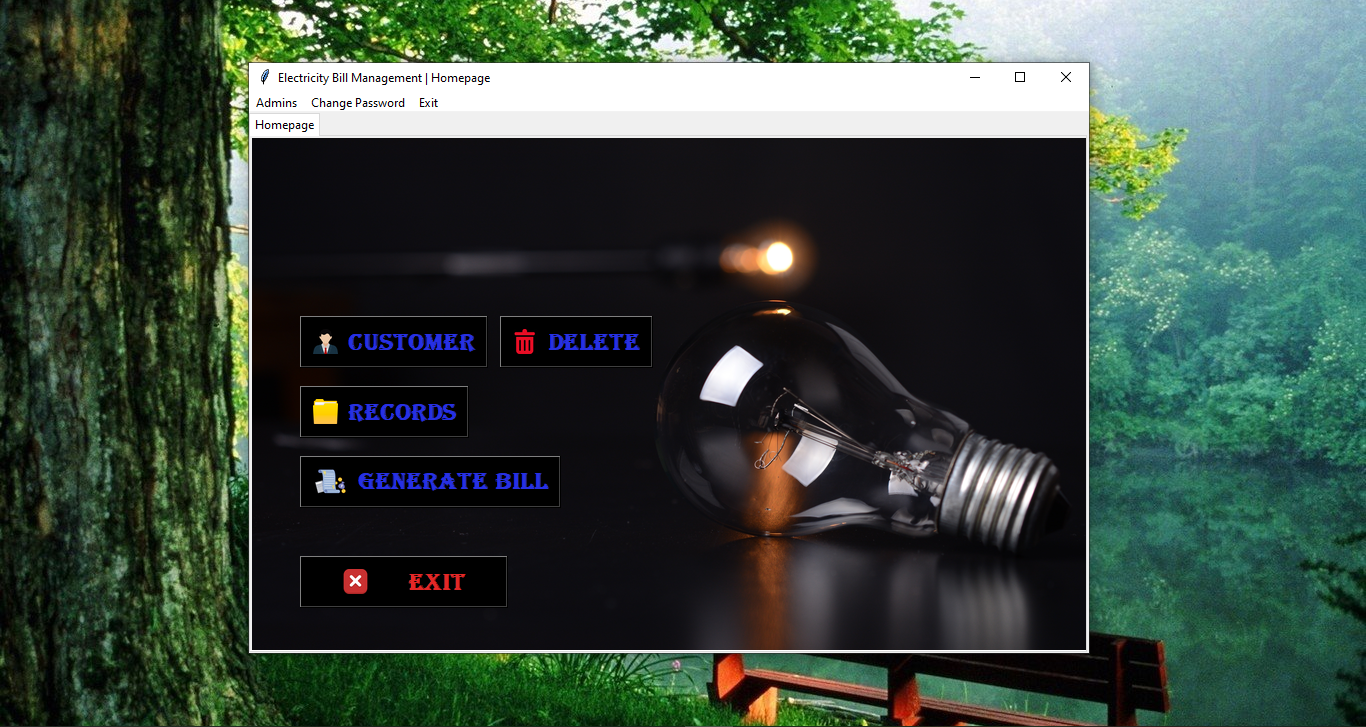 Electricity Bill Management | Homepage
Admins Change Password Exit
Homepage
CUSTOMER DELETE
RECORDS
GENERATE BILL
EXIT